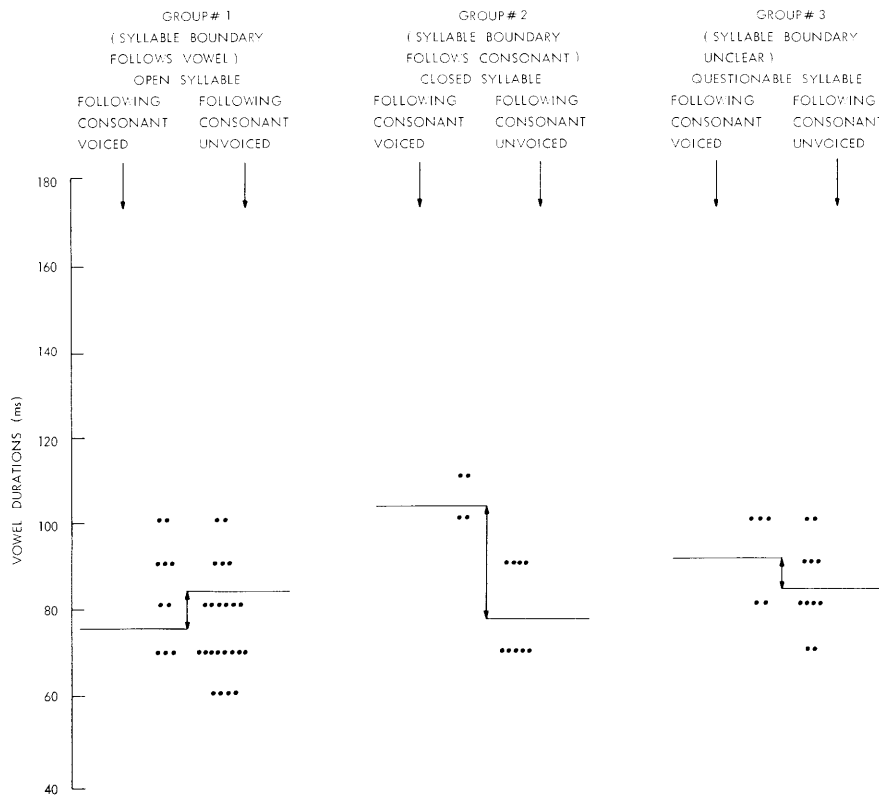 GROUP# 1
( SYLLABLE BOUNDARY
FOLLOWS VOWEL )
OPEN SYLLABLE
FOLLOWING
CONSONANT
VOICED
FOLLOWING
CONSONANT
UNVOICED
GROUP# 2
( SYLLABLE BOUNDARY
FOLLOWS CONSONANT )
CLOSED SYLLABLE
FOLLOWING
CONSONANT
VOICED
FOLLOWING
CONSONANT
UNVOICED
GROUP# 3
( SYLLABLE BOUNDARY
UNCLEAR )
QUESTIONABLE SYLLABLE
FOLLOWING
CONSONANT
VOICED
FOLLOWING
CONSONANT
UNVOICED
VOWEL DURATIONS (ms)
180
160
140
120
100
80
60
40